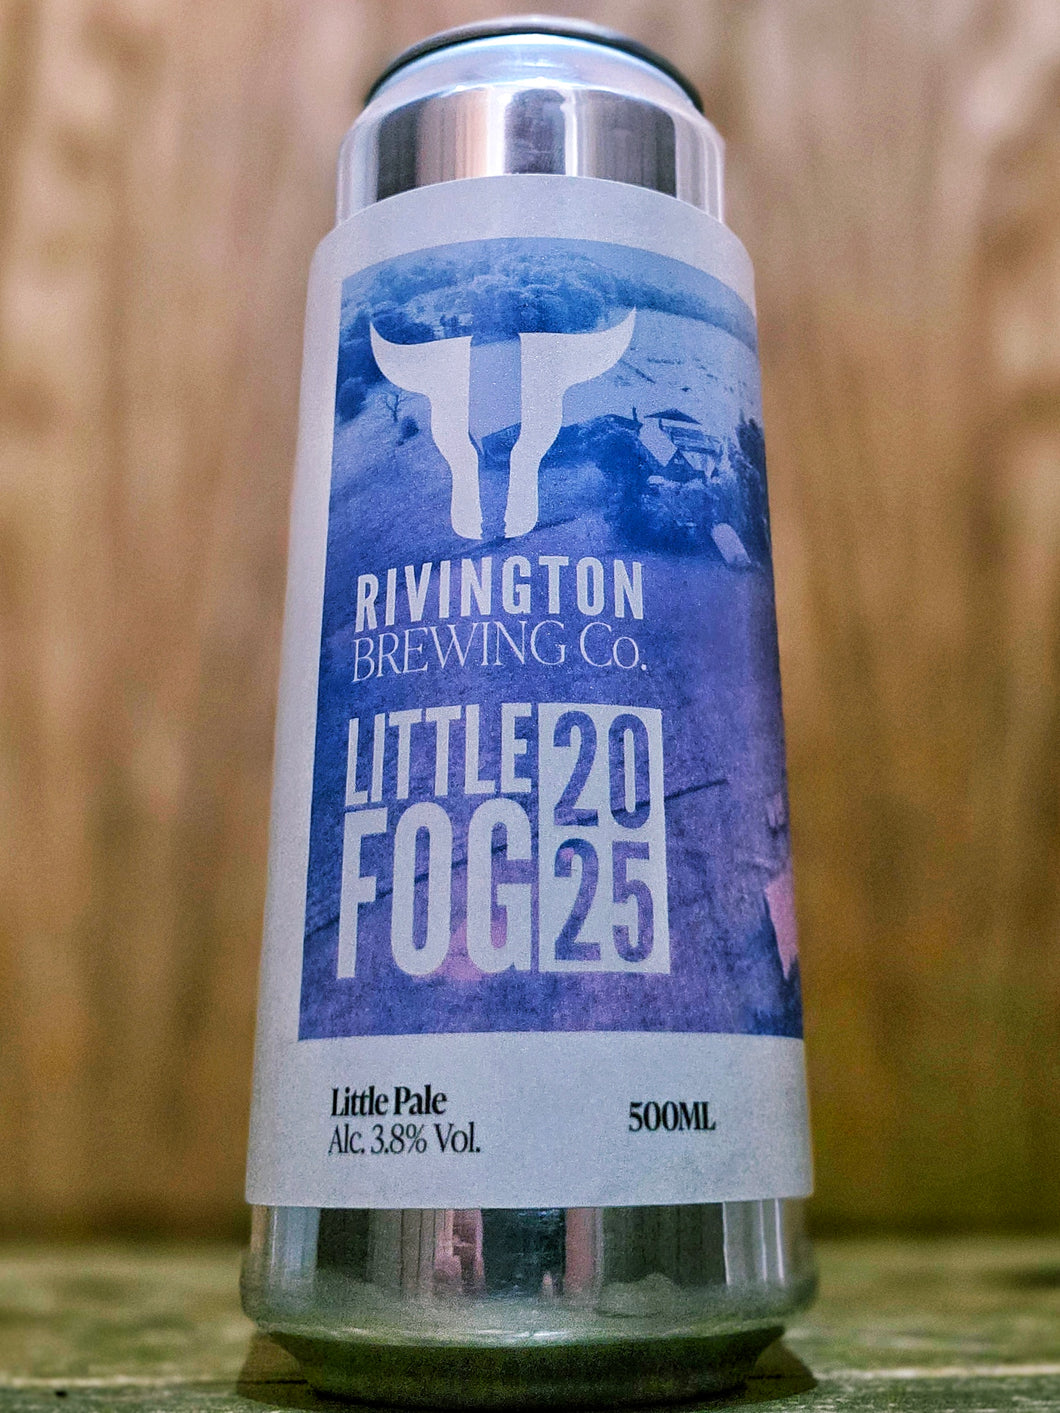 RIVINGTON
BREWING Co.
LITTLE
FOG
20
25
Little Pale
Alc. 3.8% Vol.
500ML